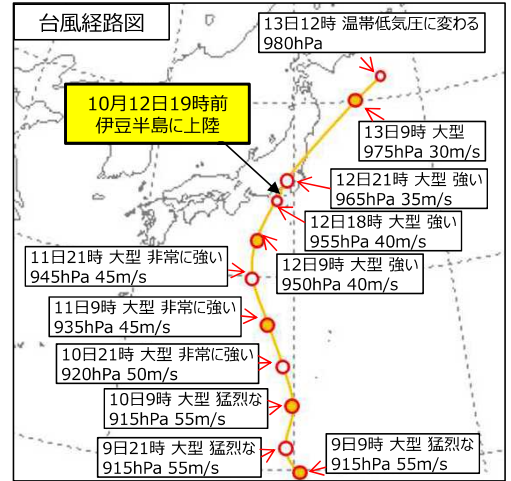 台風経路図
13日12時 温帯低気圧に変わる
980hPa
10月12日19時前
伊豆半島に上陸
13日9時 大型
975hPa 30m/s
12日21時 大型 強い
965hPa 35m/s
12日18時 大型 強い
955hPa 40m/s
11日21時 大型 非常に強い
945hPa 45m/s
12日9時 大型 強い
950hPa 40m/s
11日9時 大型 非常に強い
935hPa 45m/s
10日21時 大型 非常に強い
920hPa 50m/s
10日9時 大型 猛烈な
915hPa 55m/s
9日21時 大型 猛烈な
915hPa 55m/s
9日9時 大型 猛烈な
915hPa 55m/s